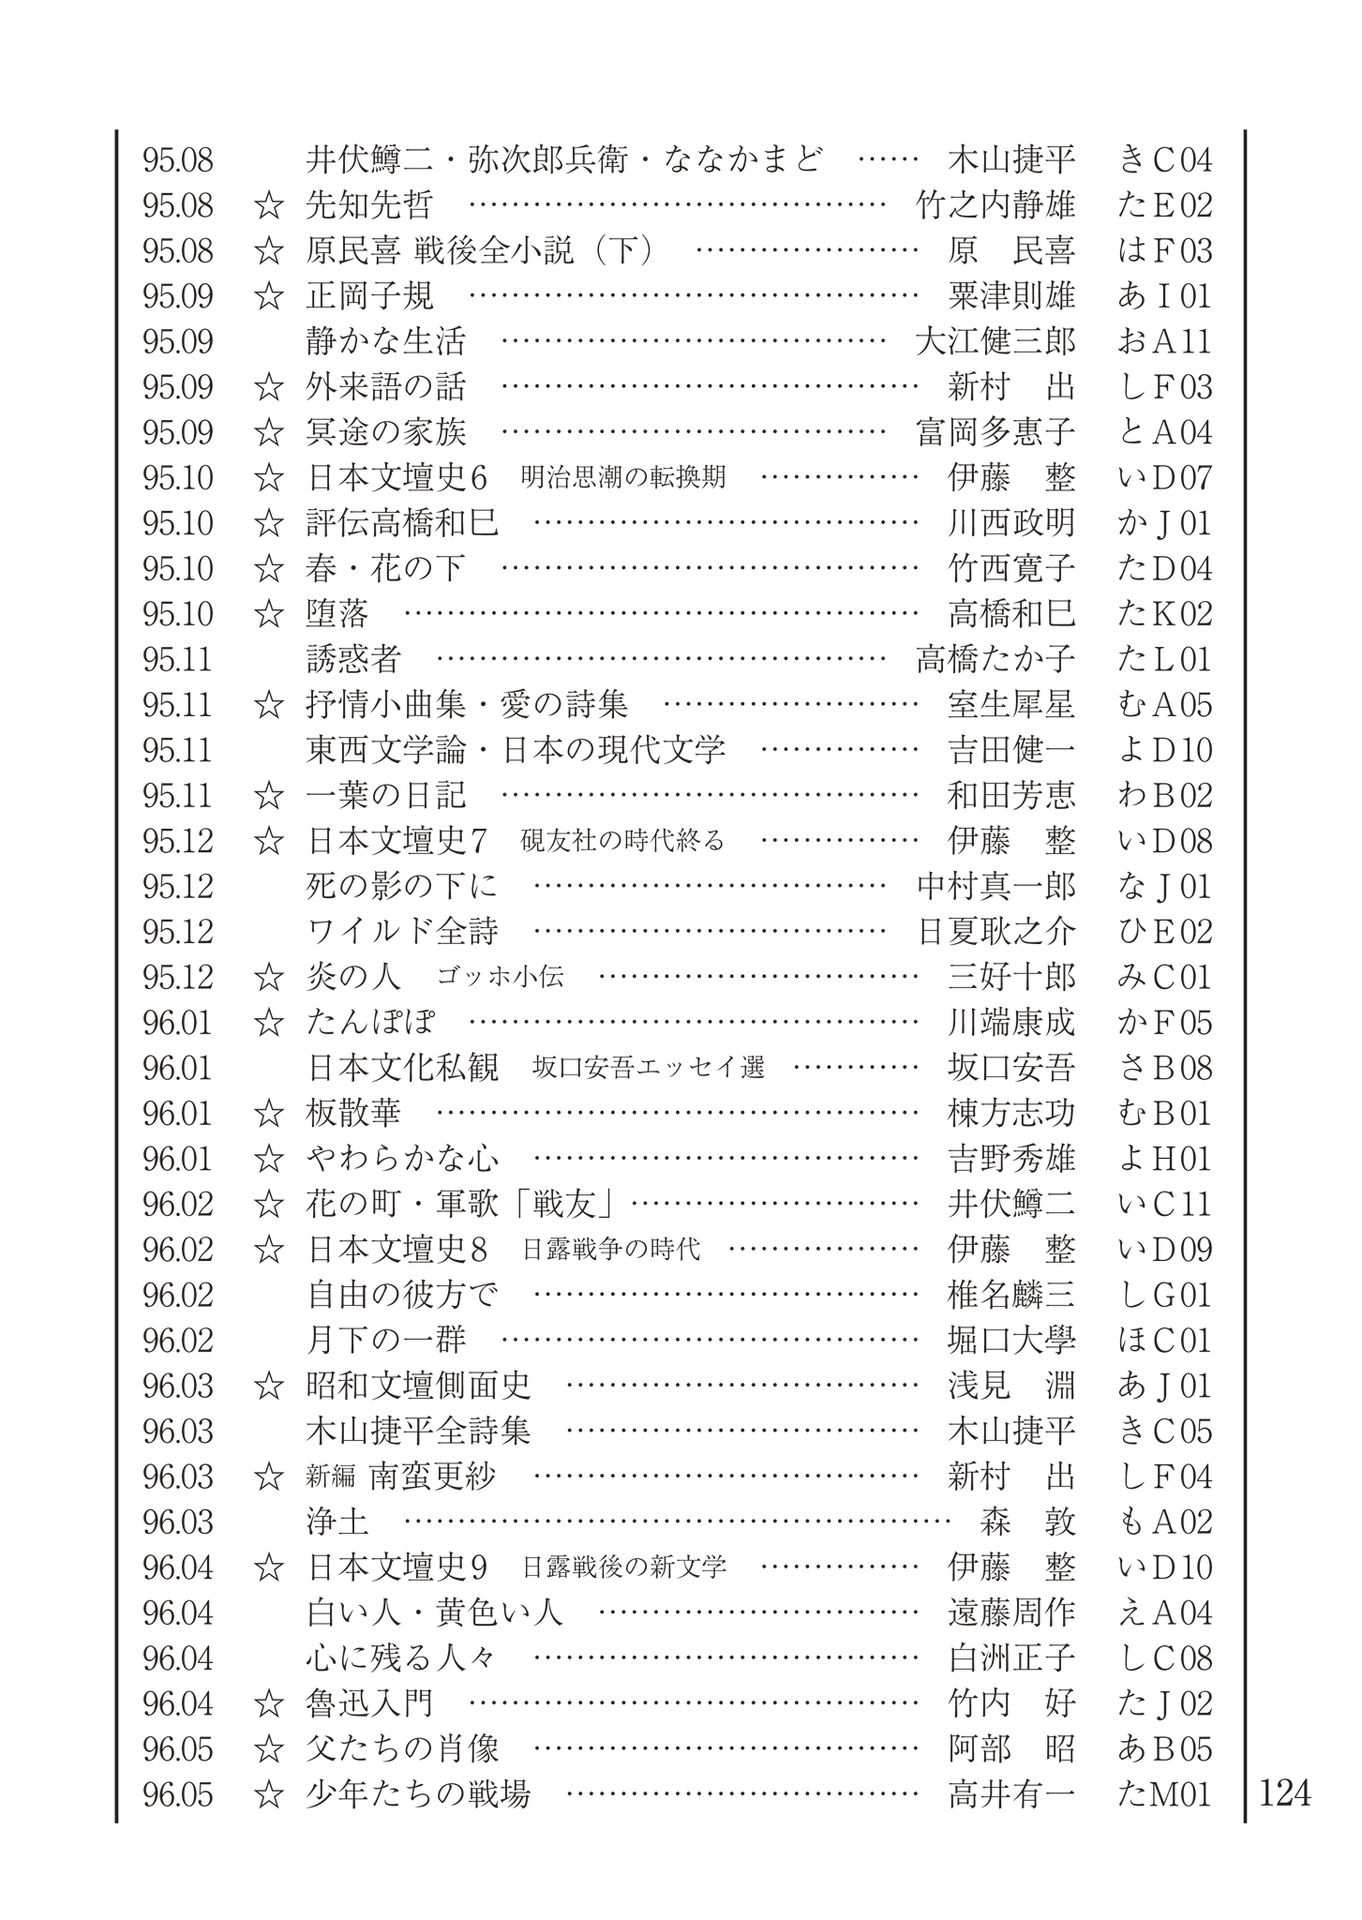 95.08 井伏鱒二・弥次郎兵衛・ななかまど …… 木山捷平 きC04
95.08 ☆ 先知先哲 ………………………………… 竹之内静雄 たE02
95.08 ☆ 原民喜 戦後全小説（下） ………………… 原　民喜 はF03
95.09 ☆ 正岡子規 …………………………………… 粟津則雄 あI01
95.09 静かな生活 ……………………………… 大江健三郎 おA11
95.09 ☆ 外来語の話 ………………………………… 新村　出 しF03
95.09 ☆ 冥途の家族 ……………………………… 富岡多惠子 とA04
95.10 ☆ 日本文壇史6 明治思潮の転換期 …………… 伊藤　整 いD07
95.10 ☆ 評伝高橋和巳 ……………………………… 川西政明 かJ01
95.10 ☆ 春・花の下 ………………………………… 竹西寛子 たD04
95.10 ☆ 堕落 ………………………………………… 高橋和巳 たK02
95.11 誘惑者 …………………………………… 高橋たか子 たL01
95.11 ☆ 抒情小曲集・愛の詩集 …………………… 室生犀星 むA05
95.11 東西文学論・日本の現代文学 …………… 吉田健一 よD10
95.11 ☆ 一葉の日記 ………………………………… 和田芳恵 わB02
95.12 ☆ 日本文壇史7 硯友社の時代終る …………… 伊藤　整 いD08
95.12 死の影の下に …………………………… 中村真一郎 なJ01
95.12 ワイルド全詩 …………………………… 日夏耿之介 ひE02
95.12 ☆ 炎の人 ゴッホ小伝 ………………………… 三好十郎 みC01
96.01 ☆ たんぽぽ …………………………………… 川端康成 かF05
96.01 日本文化私観 坂口安吾エッセイ選 ………… 坂口安吾 さB08
96.01 ☆ 板散華 ……………………………………… 棟方志功 むB01
96.01 ☆ やわらかな心 ……………………………… 吉野秀雄 よH01
96.02 ☆ 花の町・軍歌「戦友」……………………… 井伏鱒二 いC11
96.02 ☆ 日本文壇史8 日露戦争の時代 ……………… 伊藤　整 いD09
96.02 自由の彼方で ……………………………… 椎名麟三 しG01
96.02 月下の一群 ………………………………… 堀口大學 ほC01
96.03 ☆ 昭和文壇側面史 …………………………… 浅見　淵 あJ01
96.03 木山捷平全詩集 …………………………… 木山捷平 きC05
96.03 ☆ 新編 南蛮更紗 ……………………………… 新村　出 しF04
96.03 浄土 …………………………………………… 森　敦 もA02
96.04 ☆ 日本文壇史9 日露戦後の新文学 …………… 伊藤　整 いD10
96.04 白い人・黄色い人 ………………………… 遠藤周作 えA04
96.04 心に残る人々 ……………………………… 白洲正子 しC08
96.04 ☆ 魯迅入門 …………………………………… 竹内　好 たJ02
96.05 ☆ 父たちの肖像 ……………………………… 阿部　昭 あB05
96.05 ☆ 少年たちの戦場 …………………………… 高井有一 たM01
124